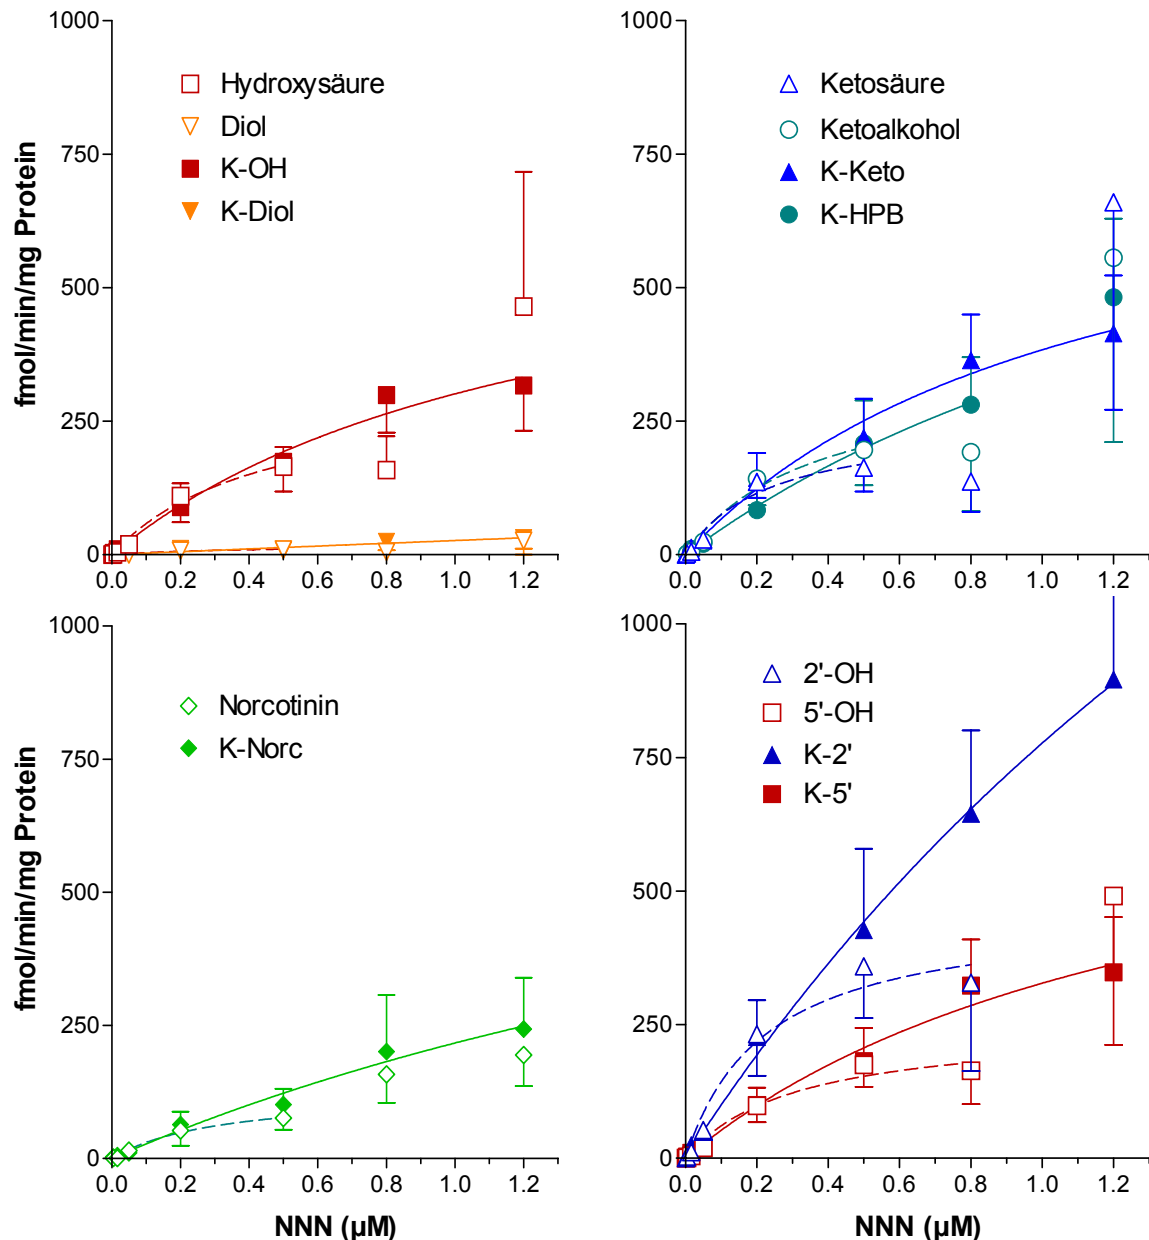 1000
750
500
250
0
fmol/min/mg Protein
Hydroxysäure
Diol
K-OH
K-Diol
0.0 0.2 0.4 0.6 0.8 1.0 1.2
1000
750
500
250
0
Ketosäure
Ketoalkohol
K-Keto
K-HPB
0.0 0.2 0.4 0.6 0.8 1.0 1.2
1000
750
500
250
0
fmol/min/mg Protein
Norcotinin
K-Norc
0.0 0.2 0.4 0.6 0.8 1.0 1.2
NNN (µM)
1000
750
500
250
0
2'-OH
5'-OH
K-2'
K-5'
0.0 0.2 0.4 0.6 0.8 1.0 1.2
NNN (µM)